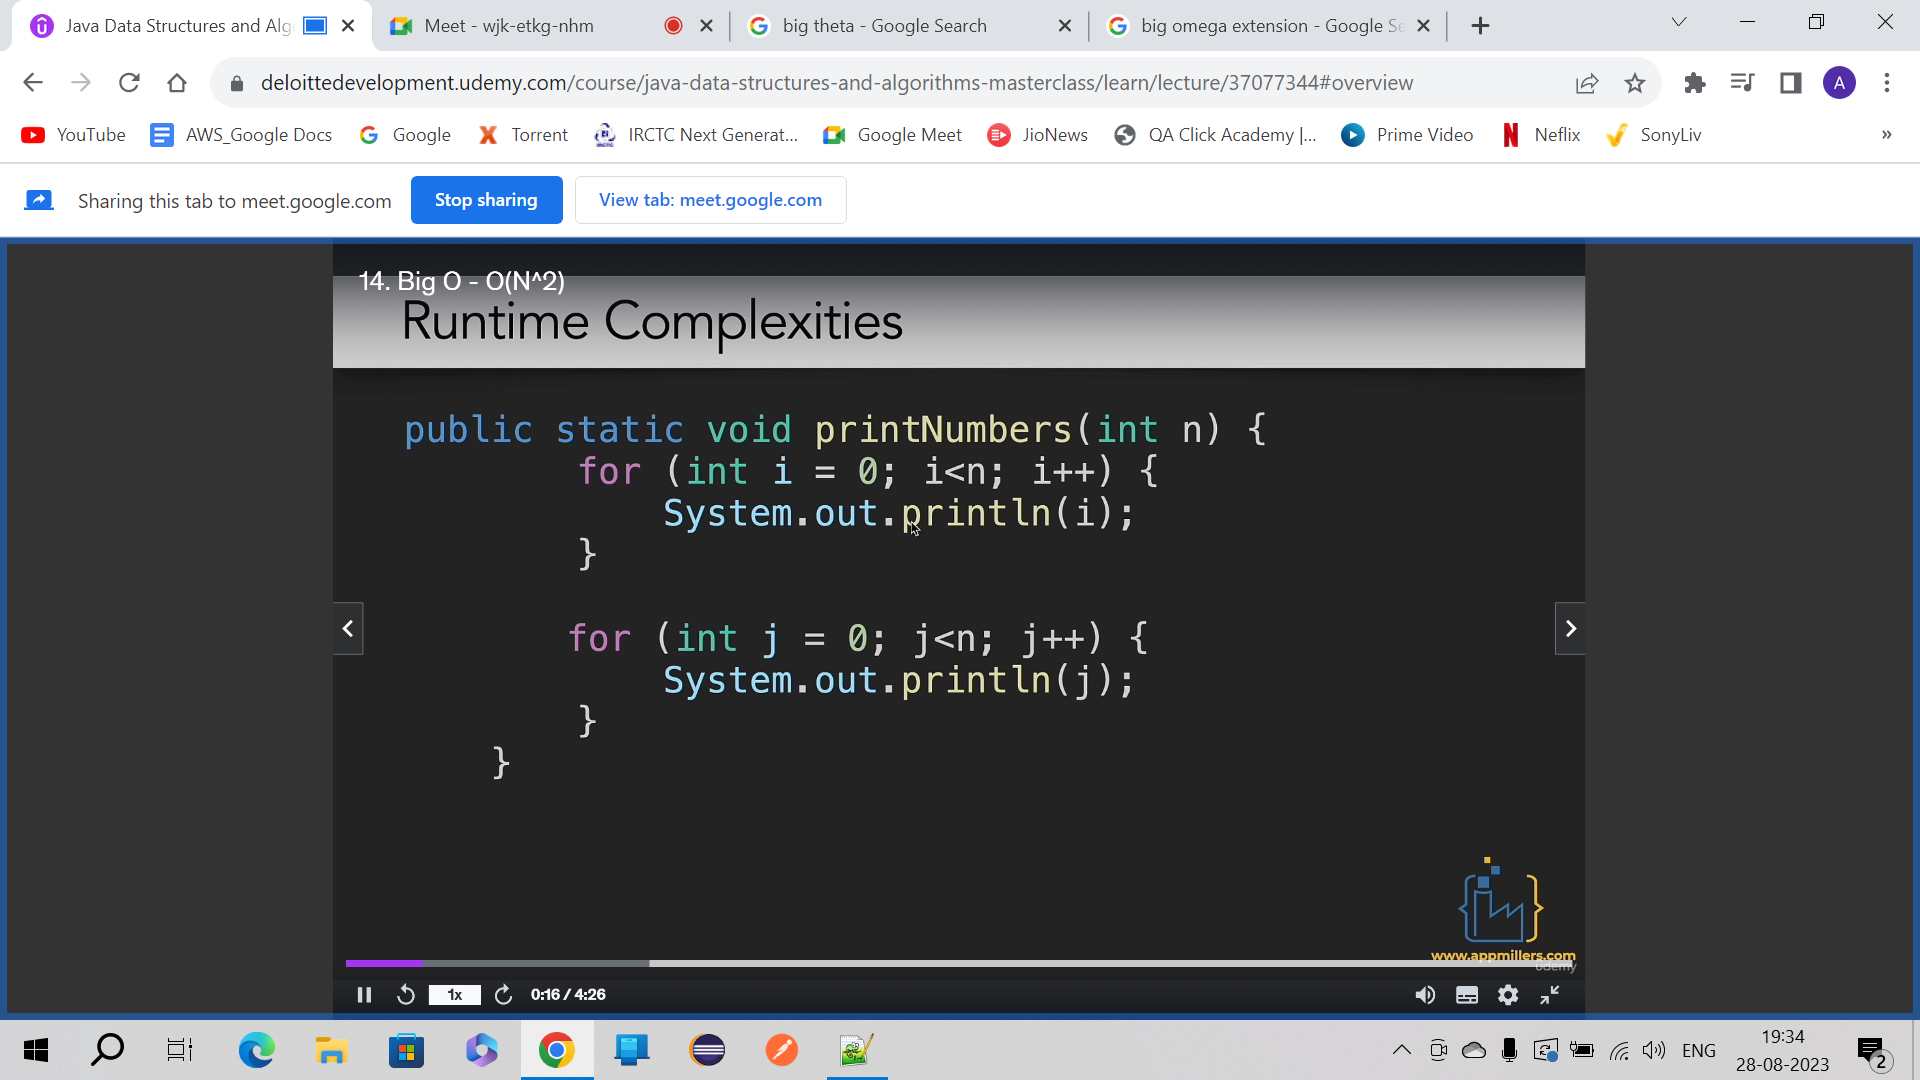 Java Data Structures and Alg
Meet - wjk-etkg-nhm
big theta - Google Search
big omega extension - Google Se
deloittedevelopment.udemy.com/course/java-data-structures-and-algorithms-masterclass/learn/lecture/37077344#overview
A
YouTube
AWS_Google Docs
Google
Torrent
IRCTC Next Generat...
Google Meet
JioNews
QA Click Academy |...
Prime Video
Neflix
SonyLiv
»
Sharing this tab to meet.google.com
Stop sharing
View tab: meet.google.com
14. Big O - O(N^2)
Runtime Complexities
public static void printNumbers(int n) {
for (int i = 0; i<n; i++) {
System.out.println(i);
}
for (int j = 0; j<n; j++) {
System.out.println(j);
}
}
www.appmillers.com
udemy
1x
0:16 / 4:26
ENG
19:34
28-08-2023
2